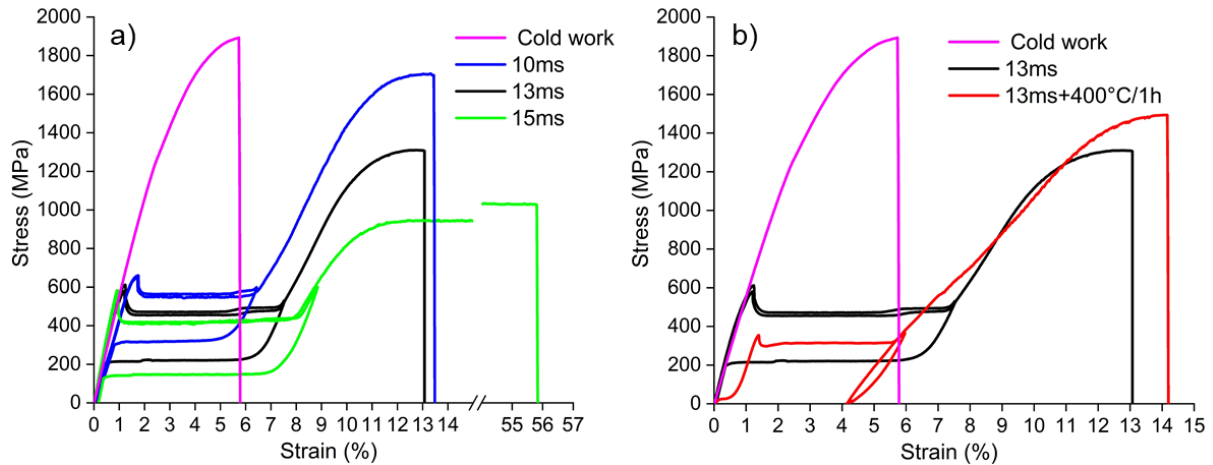 a)
Cold work
10ms
13ms
15ms
Stress (MPa)
2000
1800
1600
1400
1200
1000
800
600
400
200
0
0 1 2 3 4 5 6 7 8 9 10 11 12 13 14 55 56 57
Strain (%)
b)
Cold work
13ms
13ms+400°C/1h
Stress (MPa)
2000
1800
1600
1400
1200
1000
800
600
400
200
0
0 1 2 3 4 5 6 7 8 9 10 11 12 13 14 15
Strain (%)